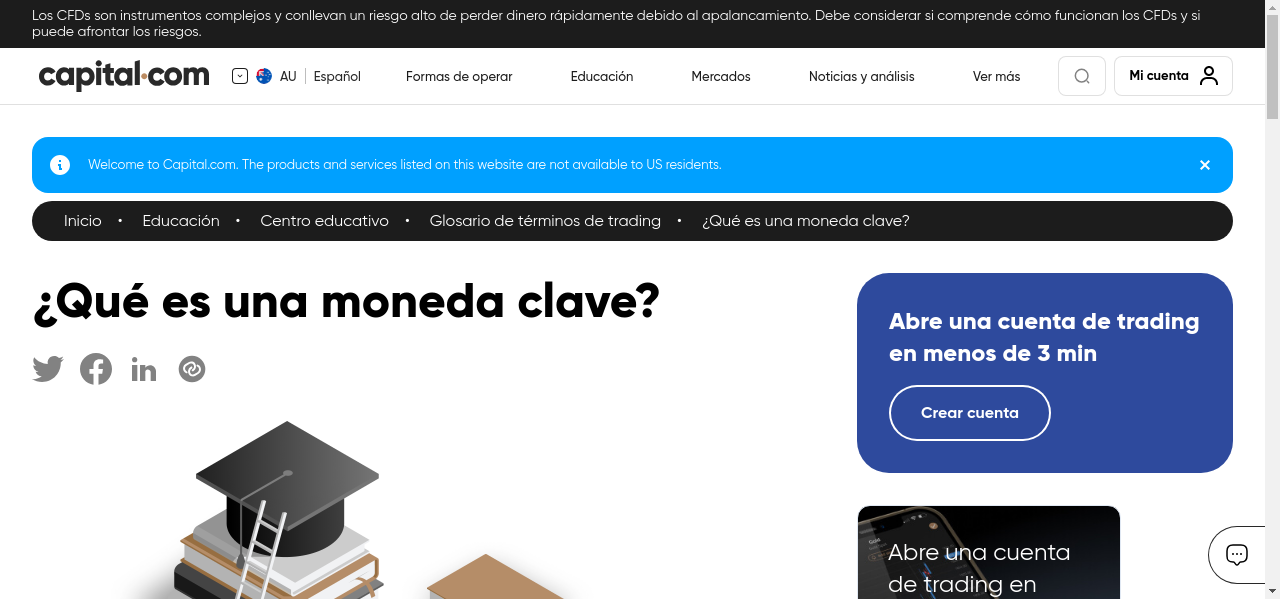 Los CFDs son instrumentos complejos y conllevan un riesgo alto de perder dinero rápidamente debido al apalancamiento. Debe considerar si comprende cómo funcionan los CFDs y si
puede afrontar los riesgos.
capital.com
AU
Español
Formas de operar
Educación
Mercados
Noticias y análisis
Ver más
Mi cuenta
Welcome to Capital.com. The products and services listed on this website are not available to US residents.
Inicio • Educación • Centro educativo • Glosario de términos de trading • ¿Qué es una moneda clave?
¿Qué es una moneda clave?
Abre una cuenta de trading
en menos de 3 min
Crear cuenta
Abre una cuenta
de trading en